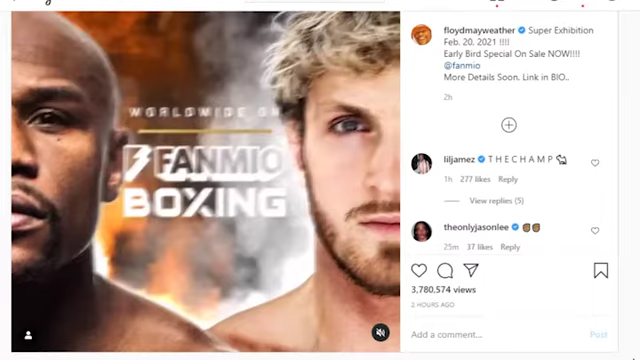 WORLDWIDE ON
FANMIO
BOXING
floydmayweather Super Exhibition
Feb. 20, 2021 !!!!
Early Bird Special On Sale NOW!!!!
@fanmio
More Details Soon. Link in BIO..
2h
liljamez T H E C H A M P
1h 277 likes Reply
View replies (5)
theonlyjasonlee
25m 37 likes Reply
3,780,574 views
2 HOURS AGO
Add a comment... Post